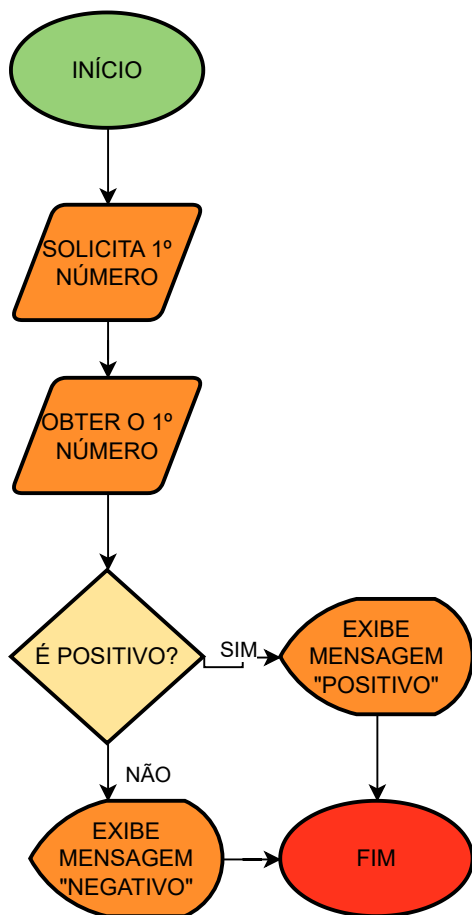 INÍCIO
SOLICITA 1º
NÚMERO
OBTER O 1º
NÚMERO
É POSITIVO?
SIM
EXIBE
MENSAGEM
"POSITIVO"
NÃO
EXIBE
MENSAGEM
"NEGATIVO"
FIM